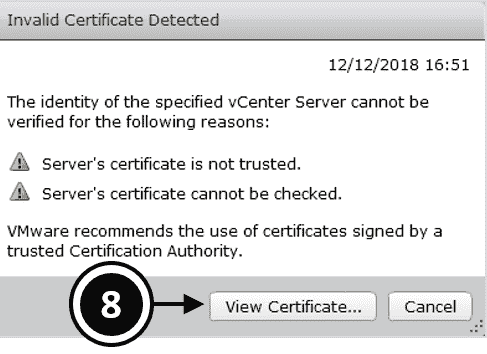 Invalid Certificate Detected
12/12/2018 16:51
The identity of the specified vCenter Server cannot be
verified for the following reasons:
Server's certificate is not trusted.
Server's certificate cannot be checked.
VMware recommends the use of certificates signed by a
trusted Certification Authority.
8 View Certificate... Cancel